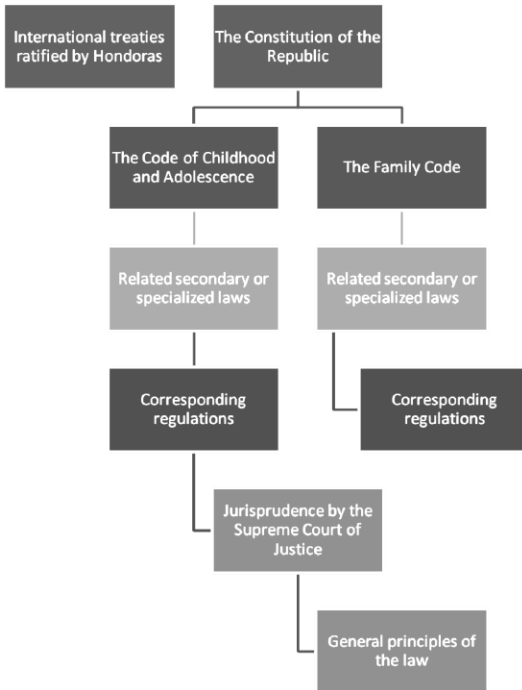 International treaties
ratified by Hondoras
The Constitution of the
Republic
The Code of Childhood
and Adolescence
The Family Code
Related secondary or
specialized laws
Related secondary or
specialized laws
Corresponding
regulations
Corresponding
regulations
Jurisprudence by the
Supreme Court of
Justice
General principles of
the law